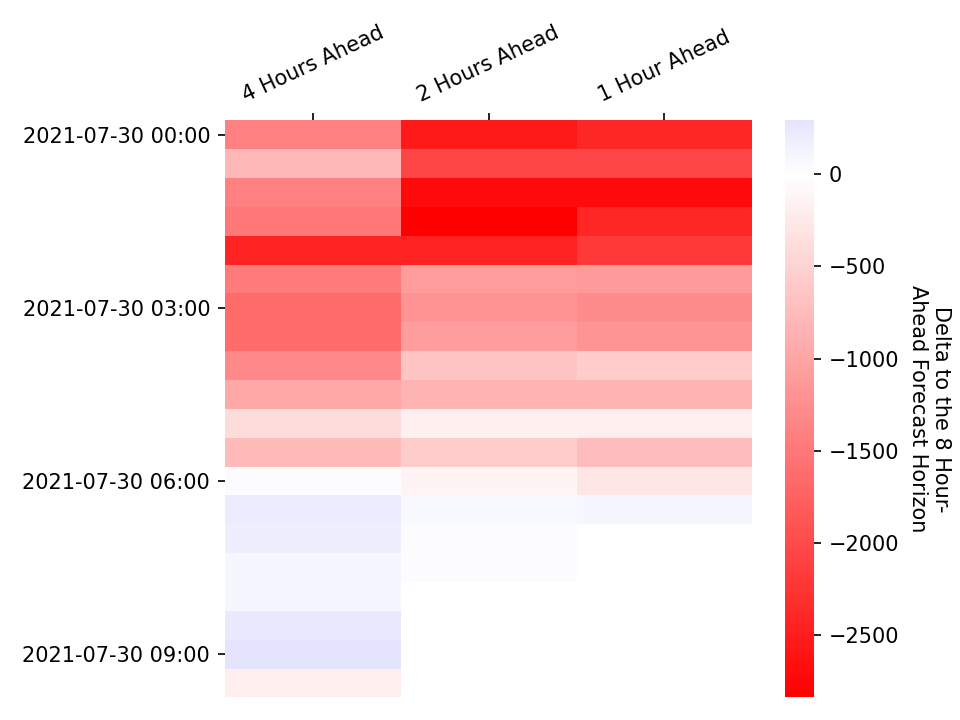 4 Hours Ahead
2 Hours Ahead
1 Hour Ahead
2021-07-30 00:00
2021-07-30 03:00
2021-07-30 06:00
2021-07-30 09:00
0
−500
−1000
−1500
−2000
−2500
Delta to the 8 Hour-
Ahead Forecast Horizon